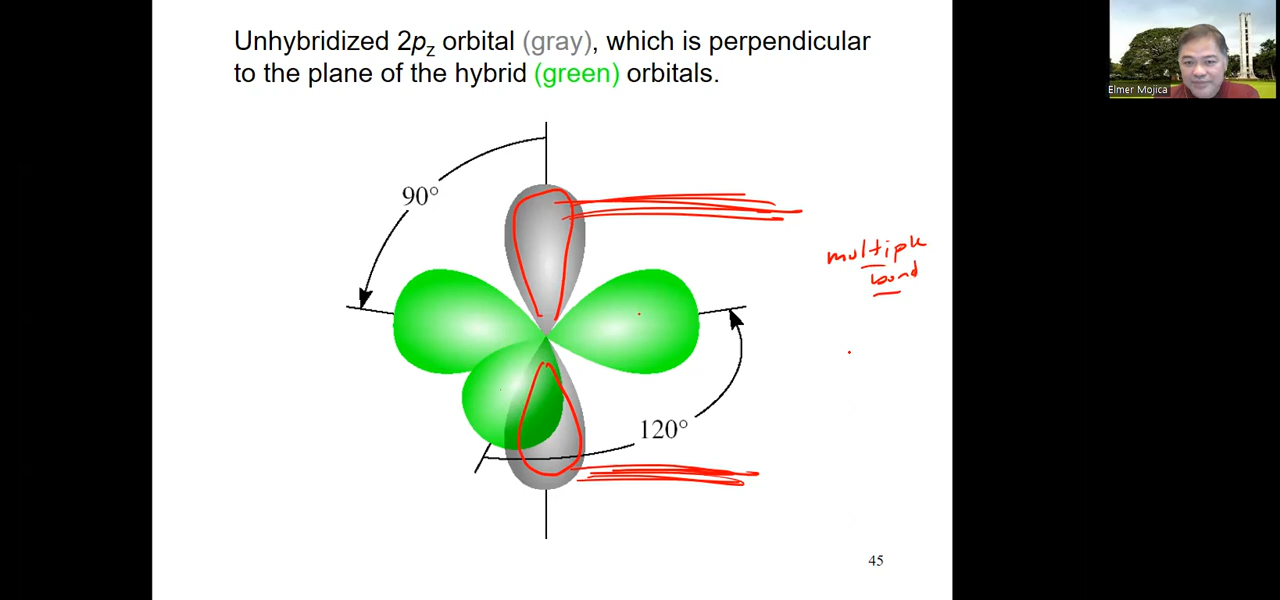 Unhybridized 2pz orbital (gray), which is perpendicular
to the plane of the hybrid (green) orbitals.
Elmer Mojica
90°
multiple
bond
120°
45